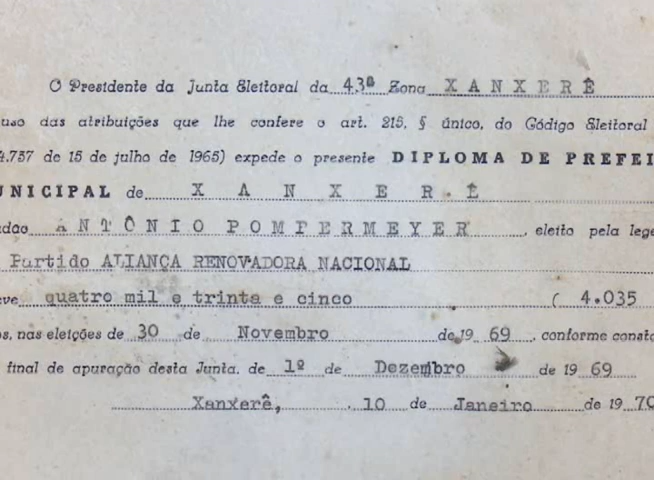 O Presidente da Junta Eleitoral da 43ª Zona XANXERÊ
uso das atribuições que lhe confere o art. 215, § único, do Código Eleitoral
4.737 de 15 de julho de 1965) expede o presente DIPLOMA DE PREFEI
UNICIPAL de XANXERÊ
dão ANTÔNIO POMPERMEYER, eleito pela lege
Partido ALIANÇA RENOVADORA NACIONAL
eve quatro mil e trinta e cinco ( 4.035
os, nas eleições de 30 de Novembro de 19 69, conforme consta
final de apuração desta Junta, de 1º de Dezembro de 19 69
Xanxerê, 10 de Janeiro de 19 70